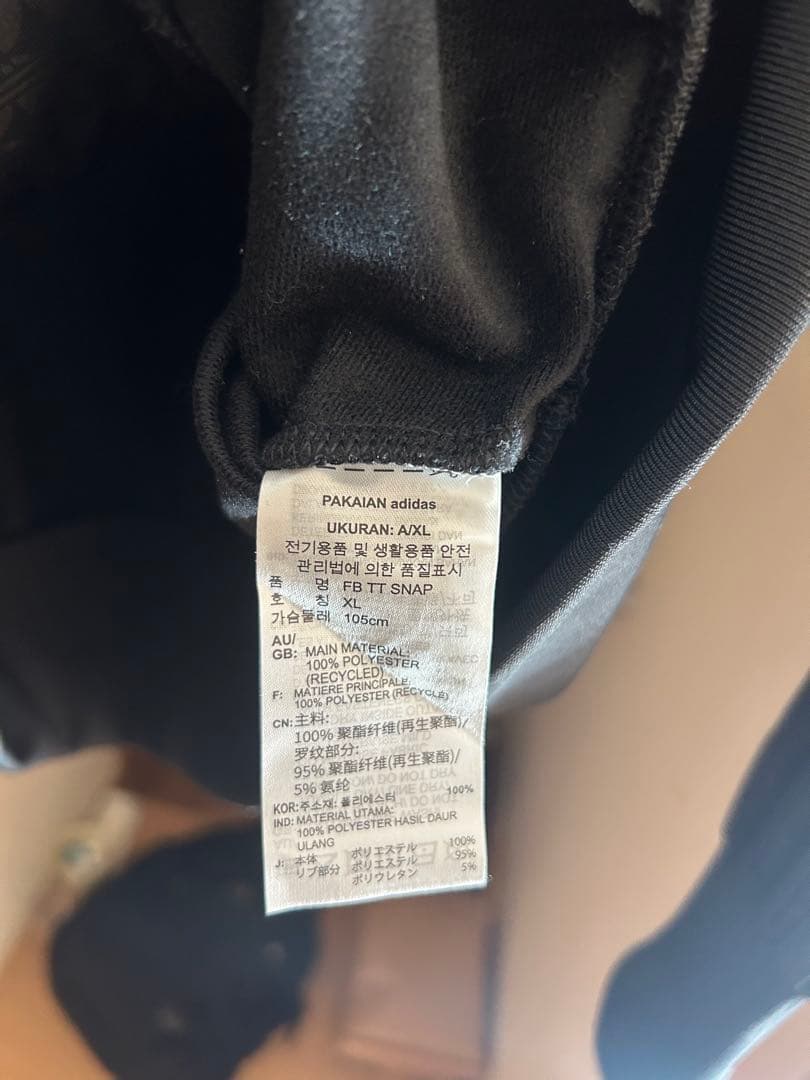 PAKAIAN adidas
UKURAN: A/XL
전기용품 및 생활용품 안전
관리법에 의한 품질표시
품 명 FB TT SNAP
호 칭 XL
가슴둘레 105cm
AU/
GB: MAIN MATERIAL:
100% POLYESTER
(RECYCLED)
F: MATIERE PRINCIPALE:
100% POLYESTER (RECYCLÉ)
CN: 主料:
100% 聚酯纤维(再生聚酯)/
罗纹部分:
95% 聚酯纤维(再生聚酯)/
5% 氨纶
KOR: 주소재: 폴리에스터 100%
IND: MATERIAL UTAMA:
100% POLYESTER HASIL DAUR
ULANG
J: 本体 ポリエステル 100%
リブ部分 ポリエステル 95%
ポリウレタン 5%